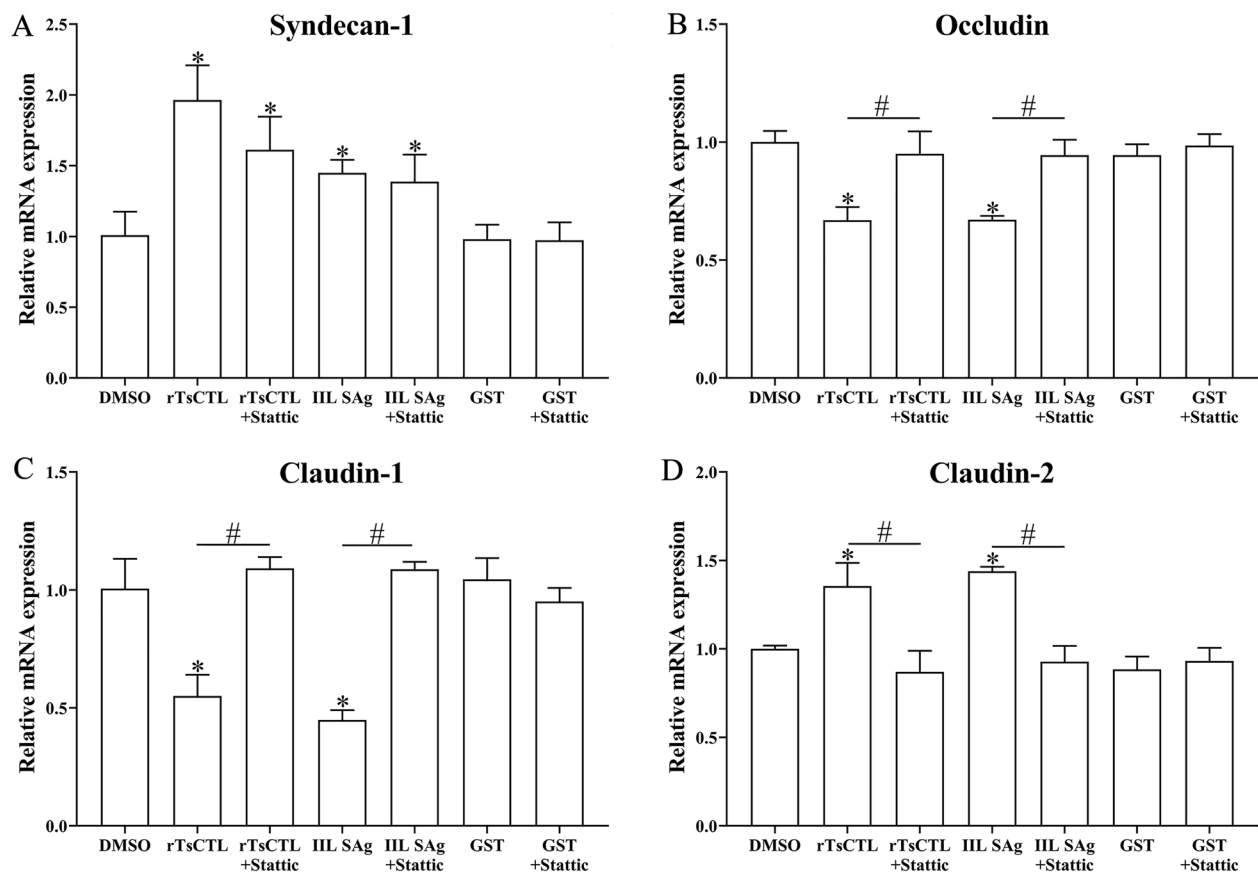 A
Syndecan-1
Relative mRNA expression
2.5
2.0
1.5
1.0
0.5
0.0
*
*
*
*
DMSO rTsCTL rTsCTL IIL SAg IIL SAg GST GST
+Stattic +Stattic +Stattic
B
Occludin
Relative mRNA expression
1.5
1.0
0.5
0.0
# #
* *
DMSO rTsCTL rTsCTL IIL SAg IIL SAg GST GST
+Stattic +Stattic +Stattic
C
Claudin-1
Relative mRNA expression
1.5
1.0
0.5
0.0
# #
* *
DMSO rTsCTL rTsCTL IIL SAg IIL SAg GST GST
+Stattic +Stattic +Stattic
D
Claudin-2
Relative mRNA expression
2.0
1.5
1.0
0.5
0.0
# #
* *
DMSO rTsCTL rTsCTL IIL SAg IIL SAg GST GST
+Stattic +Stattic +Stattic